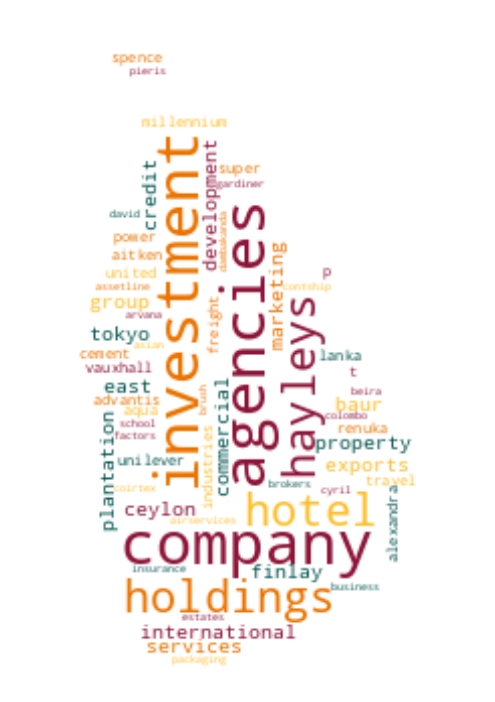 spence
pieris
millennium
investment
development
credit
super
gardiner
agencies
david
dambakanda
power
aitken
marketing
united
p
assetline
contship
group
hayleys
freight
arvana
tokyo
asian
cement
lanka
vauxhall
t
east
commercial
brush
beira
advantis
baur
aqua
colombo
plantation
school
renuka
factors
industries
property
unilever
exports
travel
brokers
coirtex
cyril
alexandra
ceylon
hotel
airservices
company
insurance
finlay
business
holdings
estates
international
services
packaging